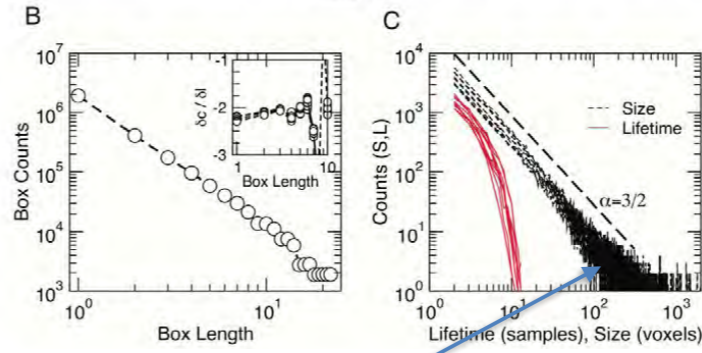 B
Box Counts
10^7
10^6
10^5
10^4
10^3
10^0
10^1
Box Length
δc / δl
-1
-2
-3
1
10
Box Length
C
Counts (S,L)
10^4
10^3
10^2
10^1
10^0
Size
Lifetime
α=3/2
10^0
10^1
10^2
10^3
Lifetime (samples), Size (voxels)